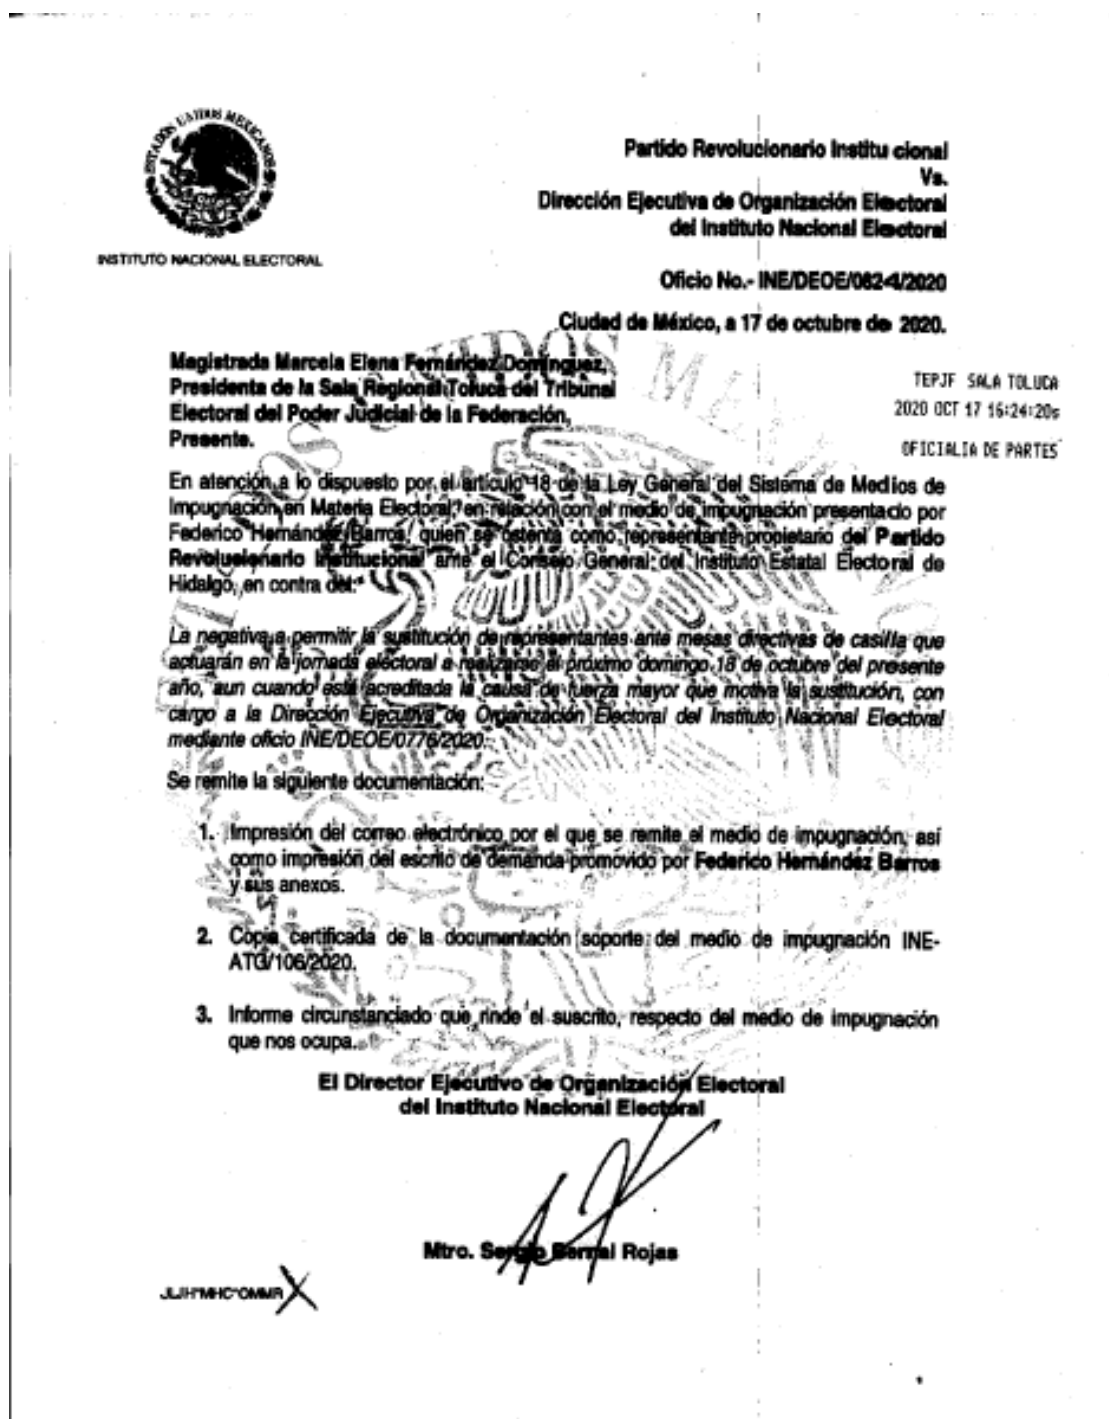 ESTADOS UNIDOS MEXICANOS
INSTITUTO NACIONAL ELECTORAL
Partido Revolucionario Institucional
Vs.
Dirección Ejecutiva de Organización Electoral
del Instituto Nacional Electoral
Oficio No.- INE/DEOE/0824/2020
Ciudad de México, a 17 de octubre de 2020.
Magistrada Marcela Elena Fernández Domínguez,
Presidenta de la Sala Regional Toluca del Tribunal
Electoral del Poder Judicial de la Federación,
Presente.
TEPJF SALA TOLUCA
2020 OCT 17 16:24:20s
OFICIALIA DE PARTES
En atención a lo dispuesto por el artículo 18 de la Ley General del Sistema de Medios de
Impugnación en Materia Electoral, en relación con el medio de impugnación presentado por
Federico Hernández Barros, quien se ostenta como representante propietario del Partido
Revolucionario Institucional ante el Consejo General del Instituto Estatal Electoral de
Hidalgo, en contra del:
La negativa a permitir la sustitución de representantes ante mesas directivas de casilla que
actuarán en la jornada electoral a realizarse el próximo domingo 18 de octubre del presente
año, aun cuando está acreditada la causa de fuerza mayor que motiva la sustitución, con
cargo a la Dirección Ejecutiva de Organización Electoral del Instituto Nacional Electoral
mediante oficio INE/DEOE/0776/2020.
Se remite la siguiente documentación:
1. Impresión del correo electrónico por el que se remite el medio de impugnación, así
como impresión del escrito de demanda promovido por Federico Hernández Barros
y sus anexos.
2. Copia certificada de la documentación soporte del medio de impugnación INE-
ATG/106/2020.
3. Informe circunstanciado que rinde el suscrito, respecto del medio de impugnación
que nos ocupa.
El Director Ejecutivo de Organización Electoral
del Instituto Nacional Electoral
Mtro. Sergio Bernal Rojas
JLJH*MHC*OMMR